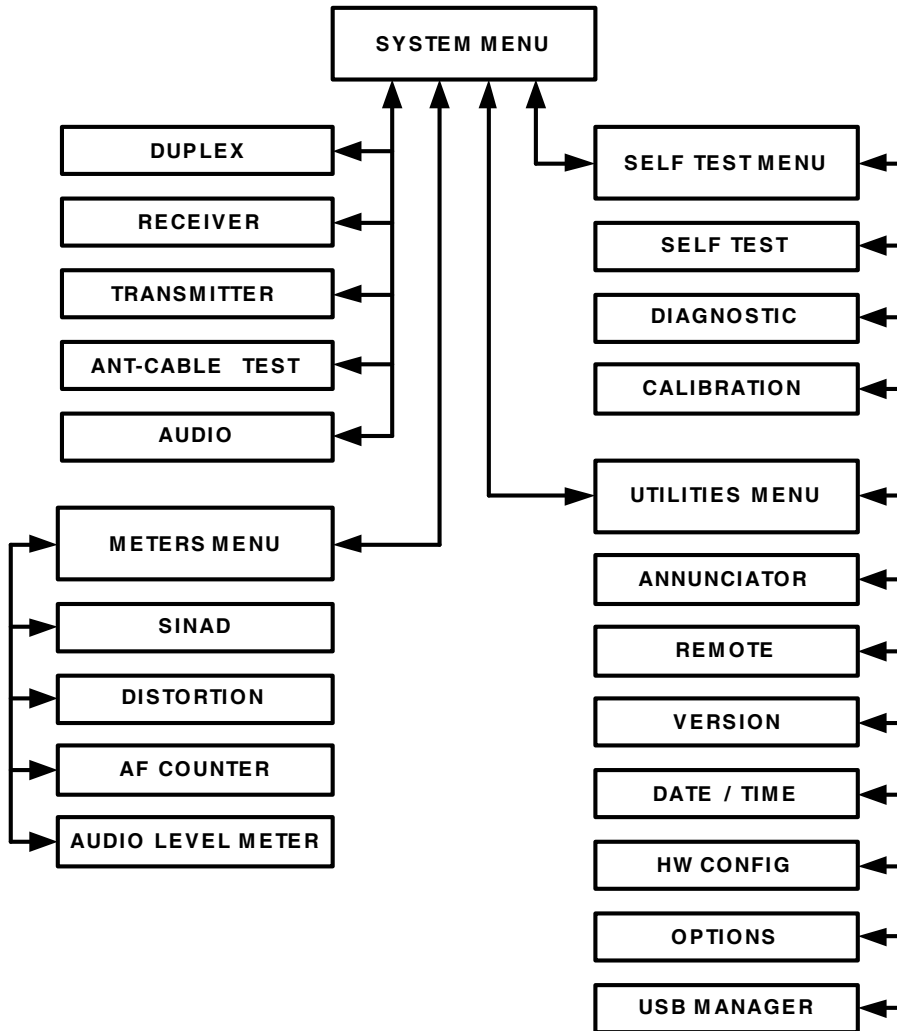 SYSTEM MENU
DUPLEX
RECEIVER
TRANSMITTER
ANT-CABLE TEST
AUDIO
METERS MENU
SINAD
DISTORTION
AF COUNTER
AUDIO LEVEL METER
SELF TEST MENU
SELF TEST
DIAGNOSTIC
CALIBRATION
UTILITIES MENU
ANNUNCIATOR
REMOTE
VERSION
DATE / TIME
HW CONFIG
OPTIONS
USB MANAGER